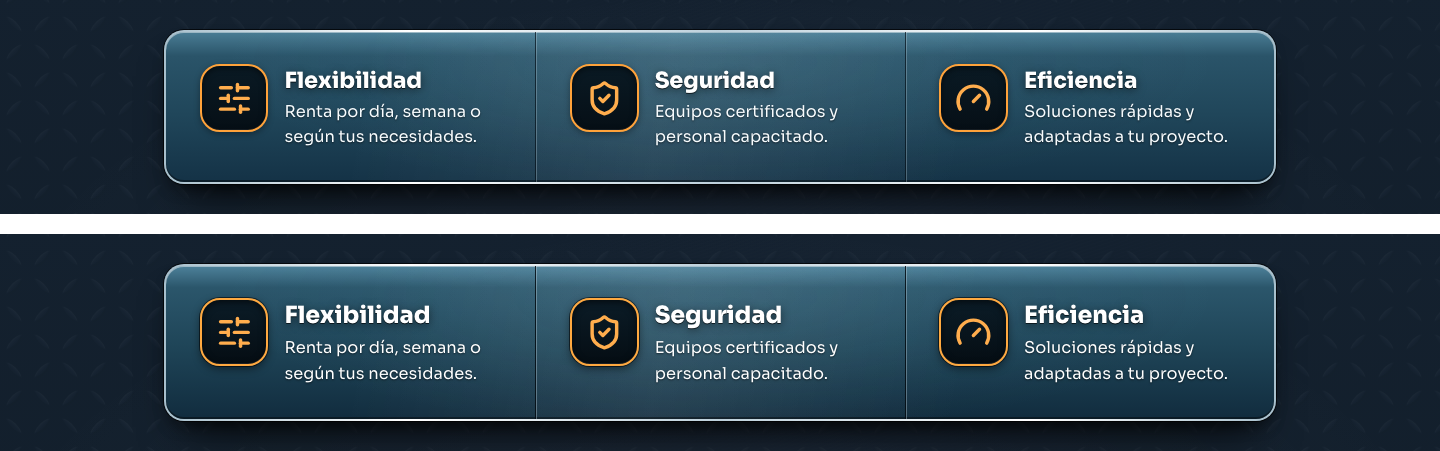 Flexibilidad
Renta por día, semana o
según tus necesidades.
Seguridad
Equipos certificados y
personal capacitado.
Eficiencia
Soluciones rápidas y
adaptadas a tu proyecto.
Flexibilidad
Renta por día, semana o
según tus necesidades.
Seguridad
Equipos certificados y
personal capacitado.
Eficiencia
Soluciones rápidas y
adaptadas a tu proyecto.